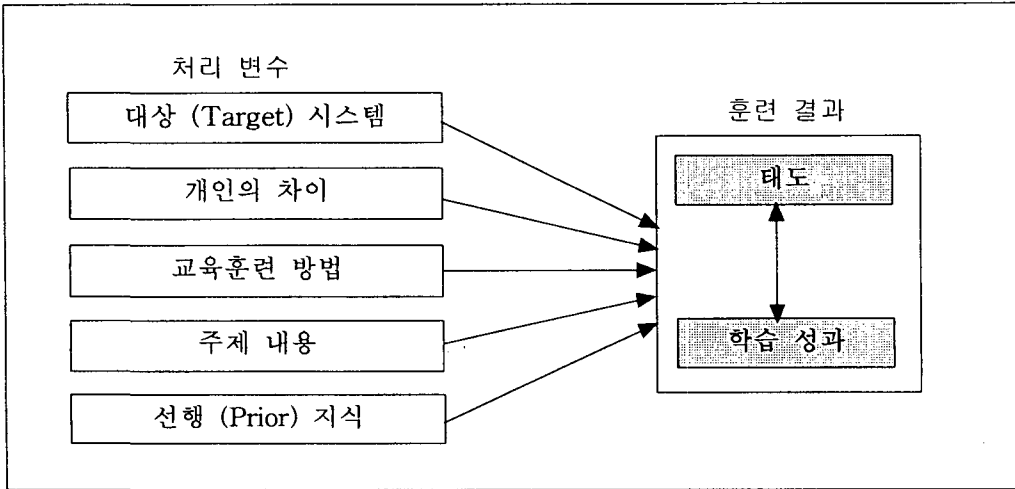 처리 변수
대상 (Target) 시스템
개인의 차이
교육훈련 방법
주제 내용
선행 (Prior) 지식
훈련 결과
태도
학습 성과